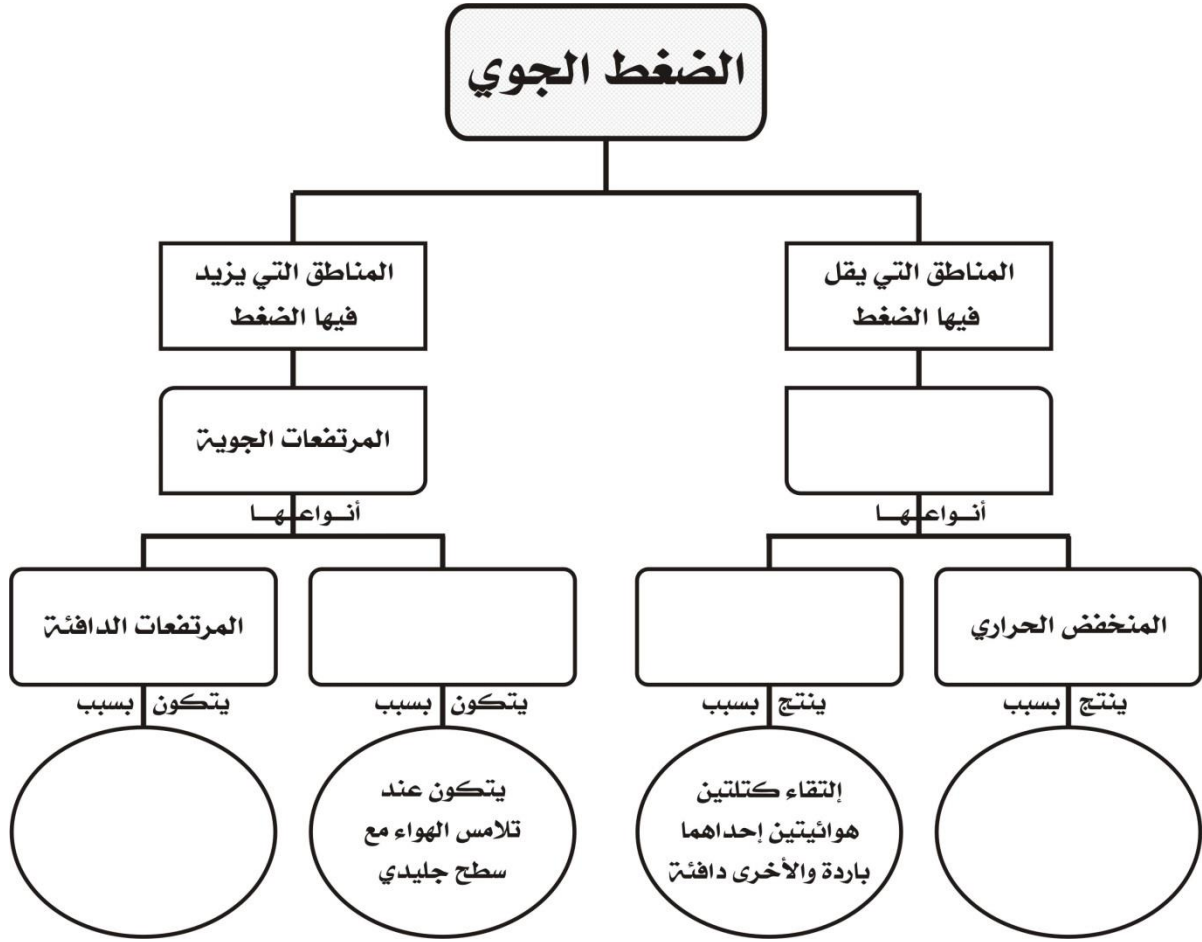 الضغط الجوي
المناطق التي يقل
فيها الضغط
المناطق التي يزيد
فيها الضغط
المرتفعات الجوية
أنـواعـهـا
أنـواعـهـا
المنخفض الحراري
المرتفعات الدافئة
ينتج بسبب
ينتج بسبب
يتكون بسبب
يتكون بسبب
إلتقاء كتلتين
هوائيتين إحداهما
باردة والأخرى دافئة
يتكون عند
تلامس الهواء مع
سطح جليدي